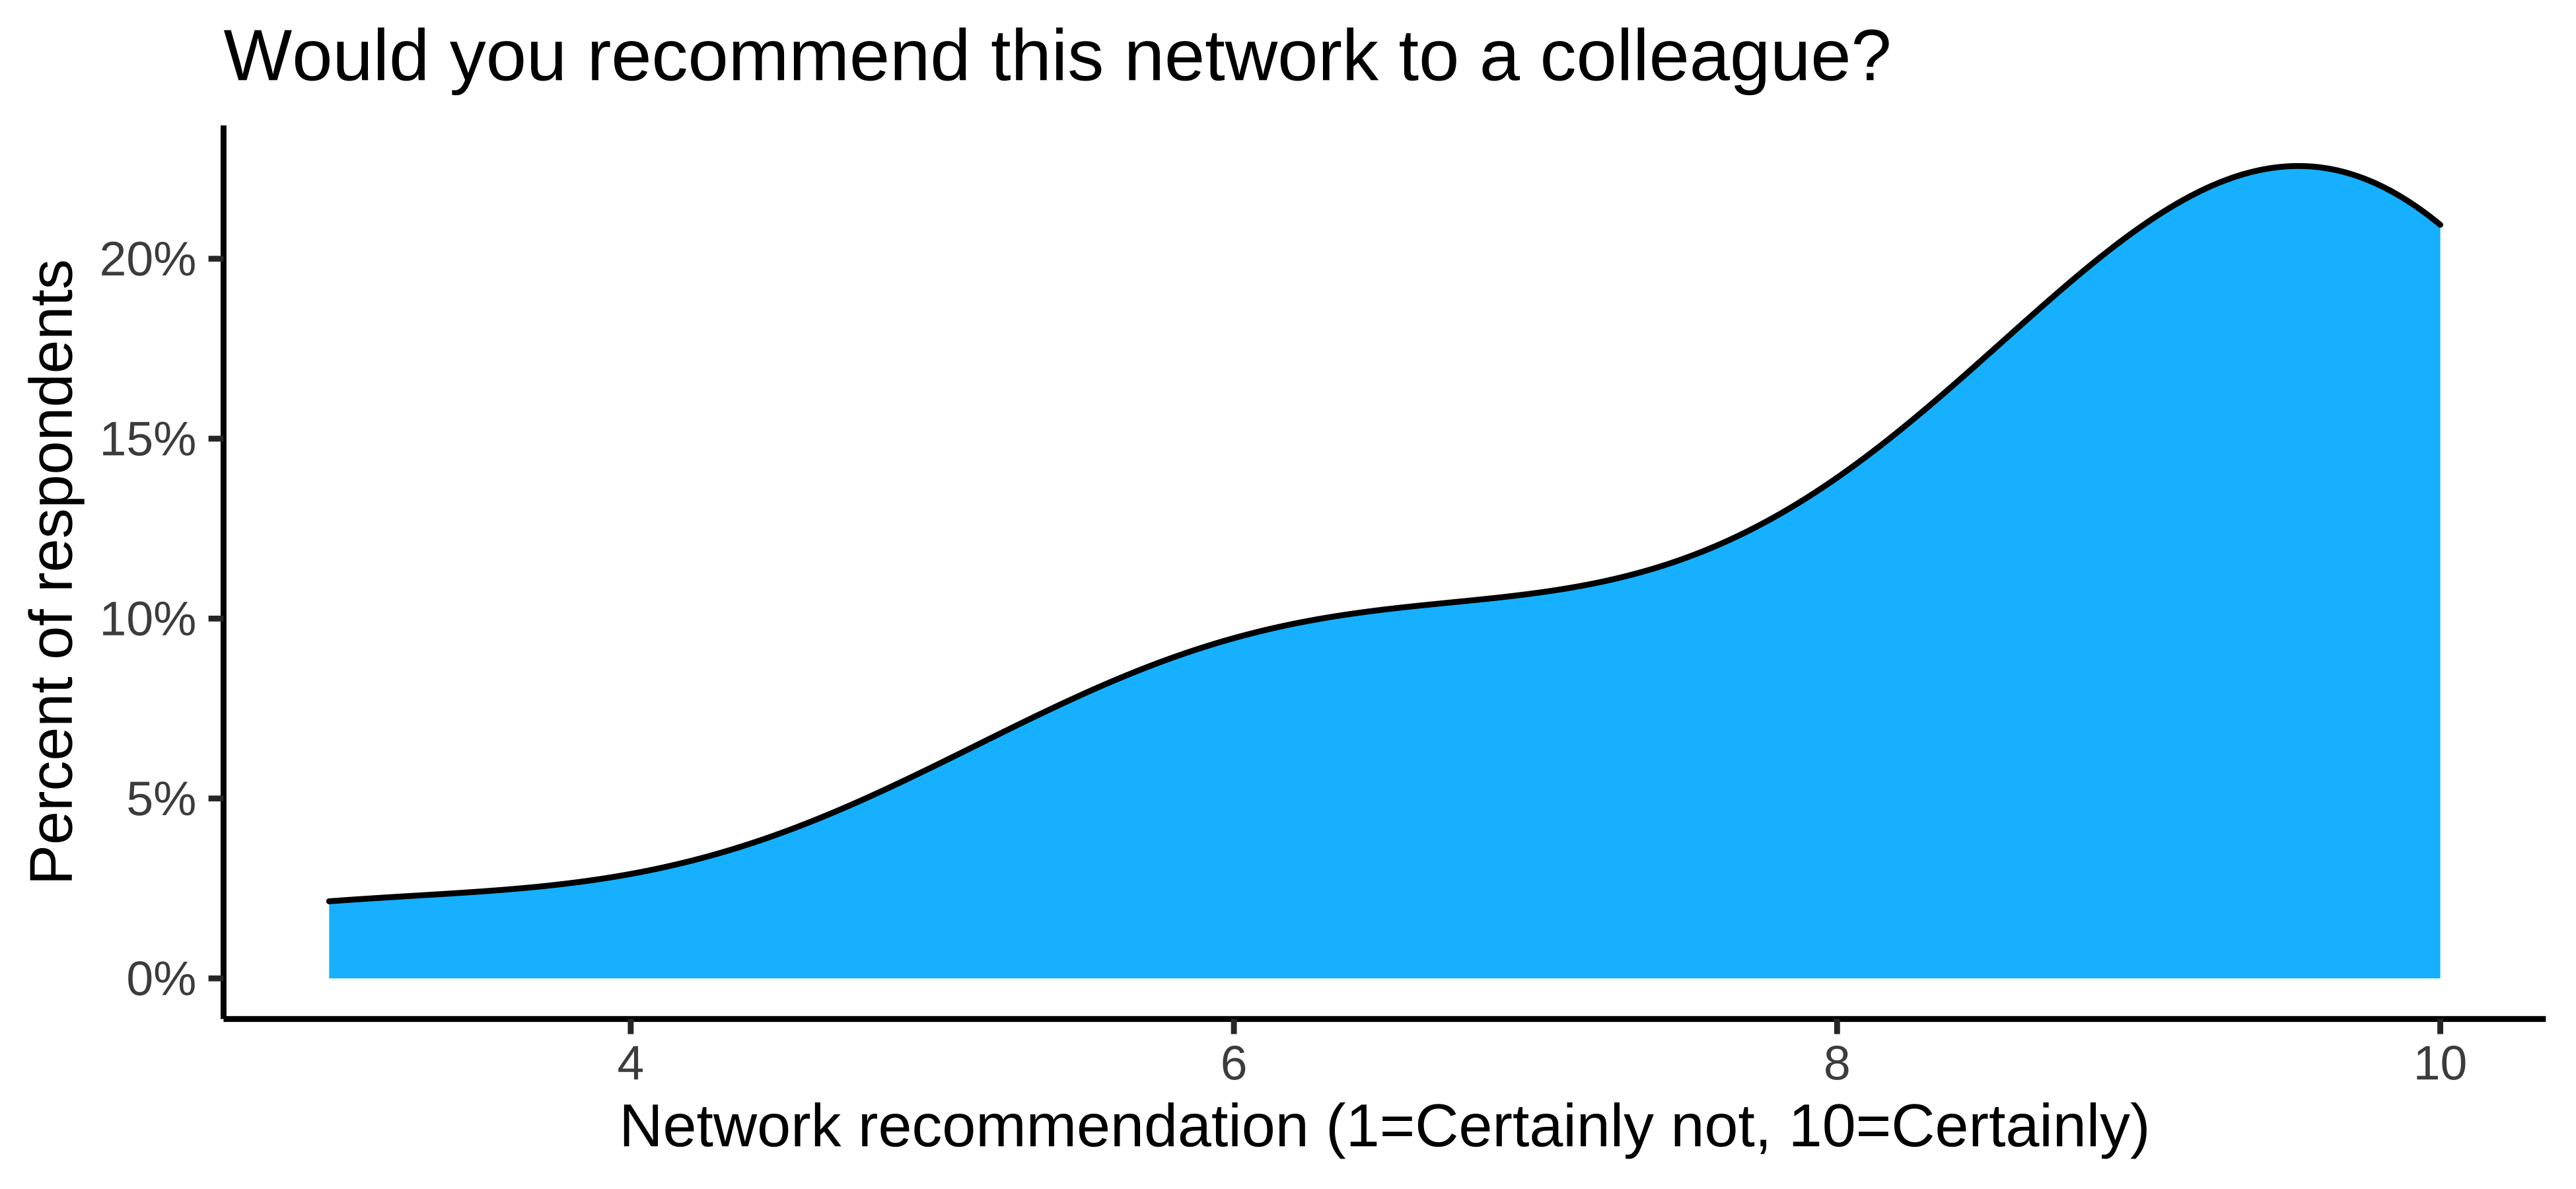 Would you recommend this network to a colleague?
Percent of respondents
20%
15%
10%
5%
0%
4 6 8 10
Network recommendation (1=Certainly not, 10=Certainly)